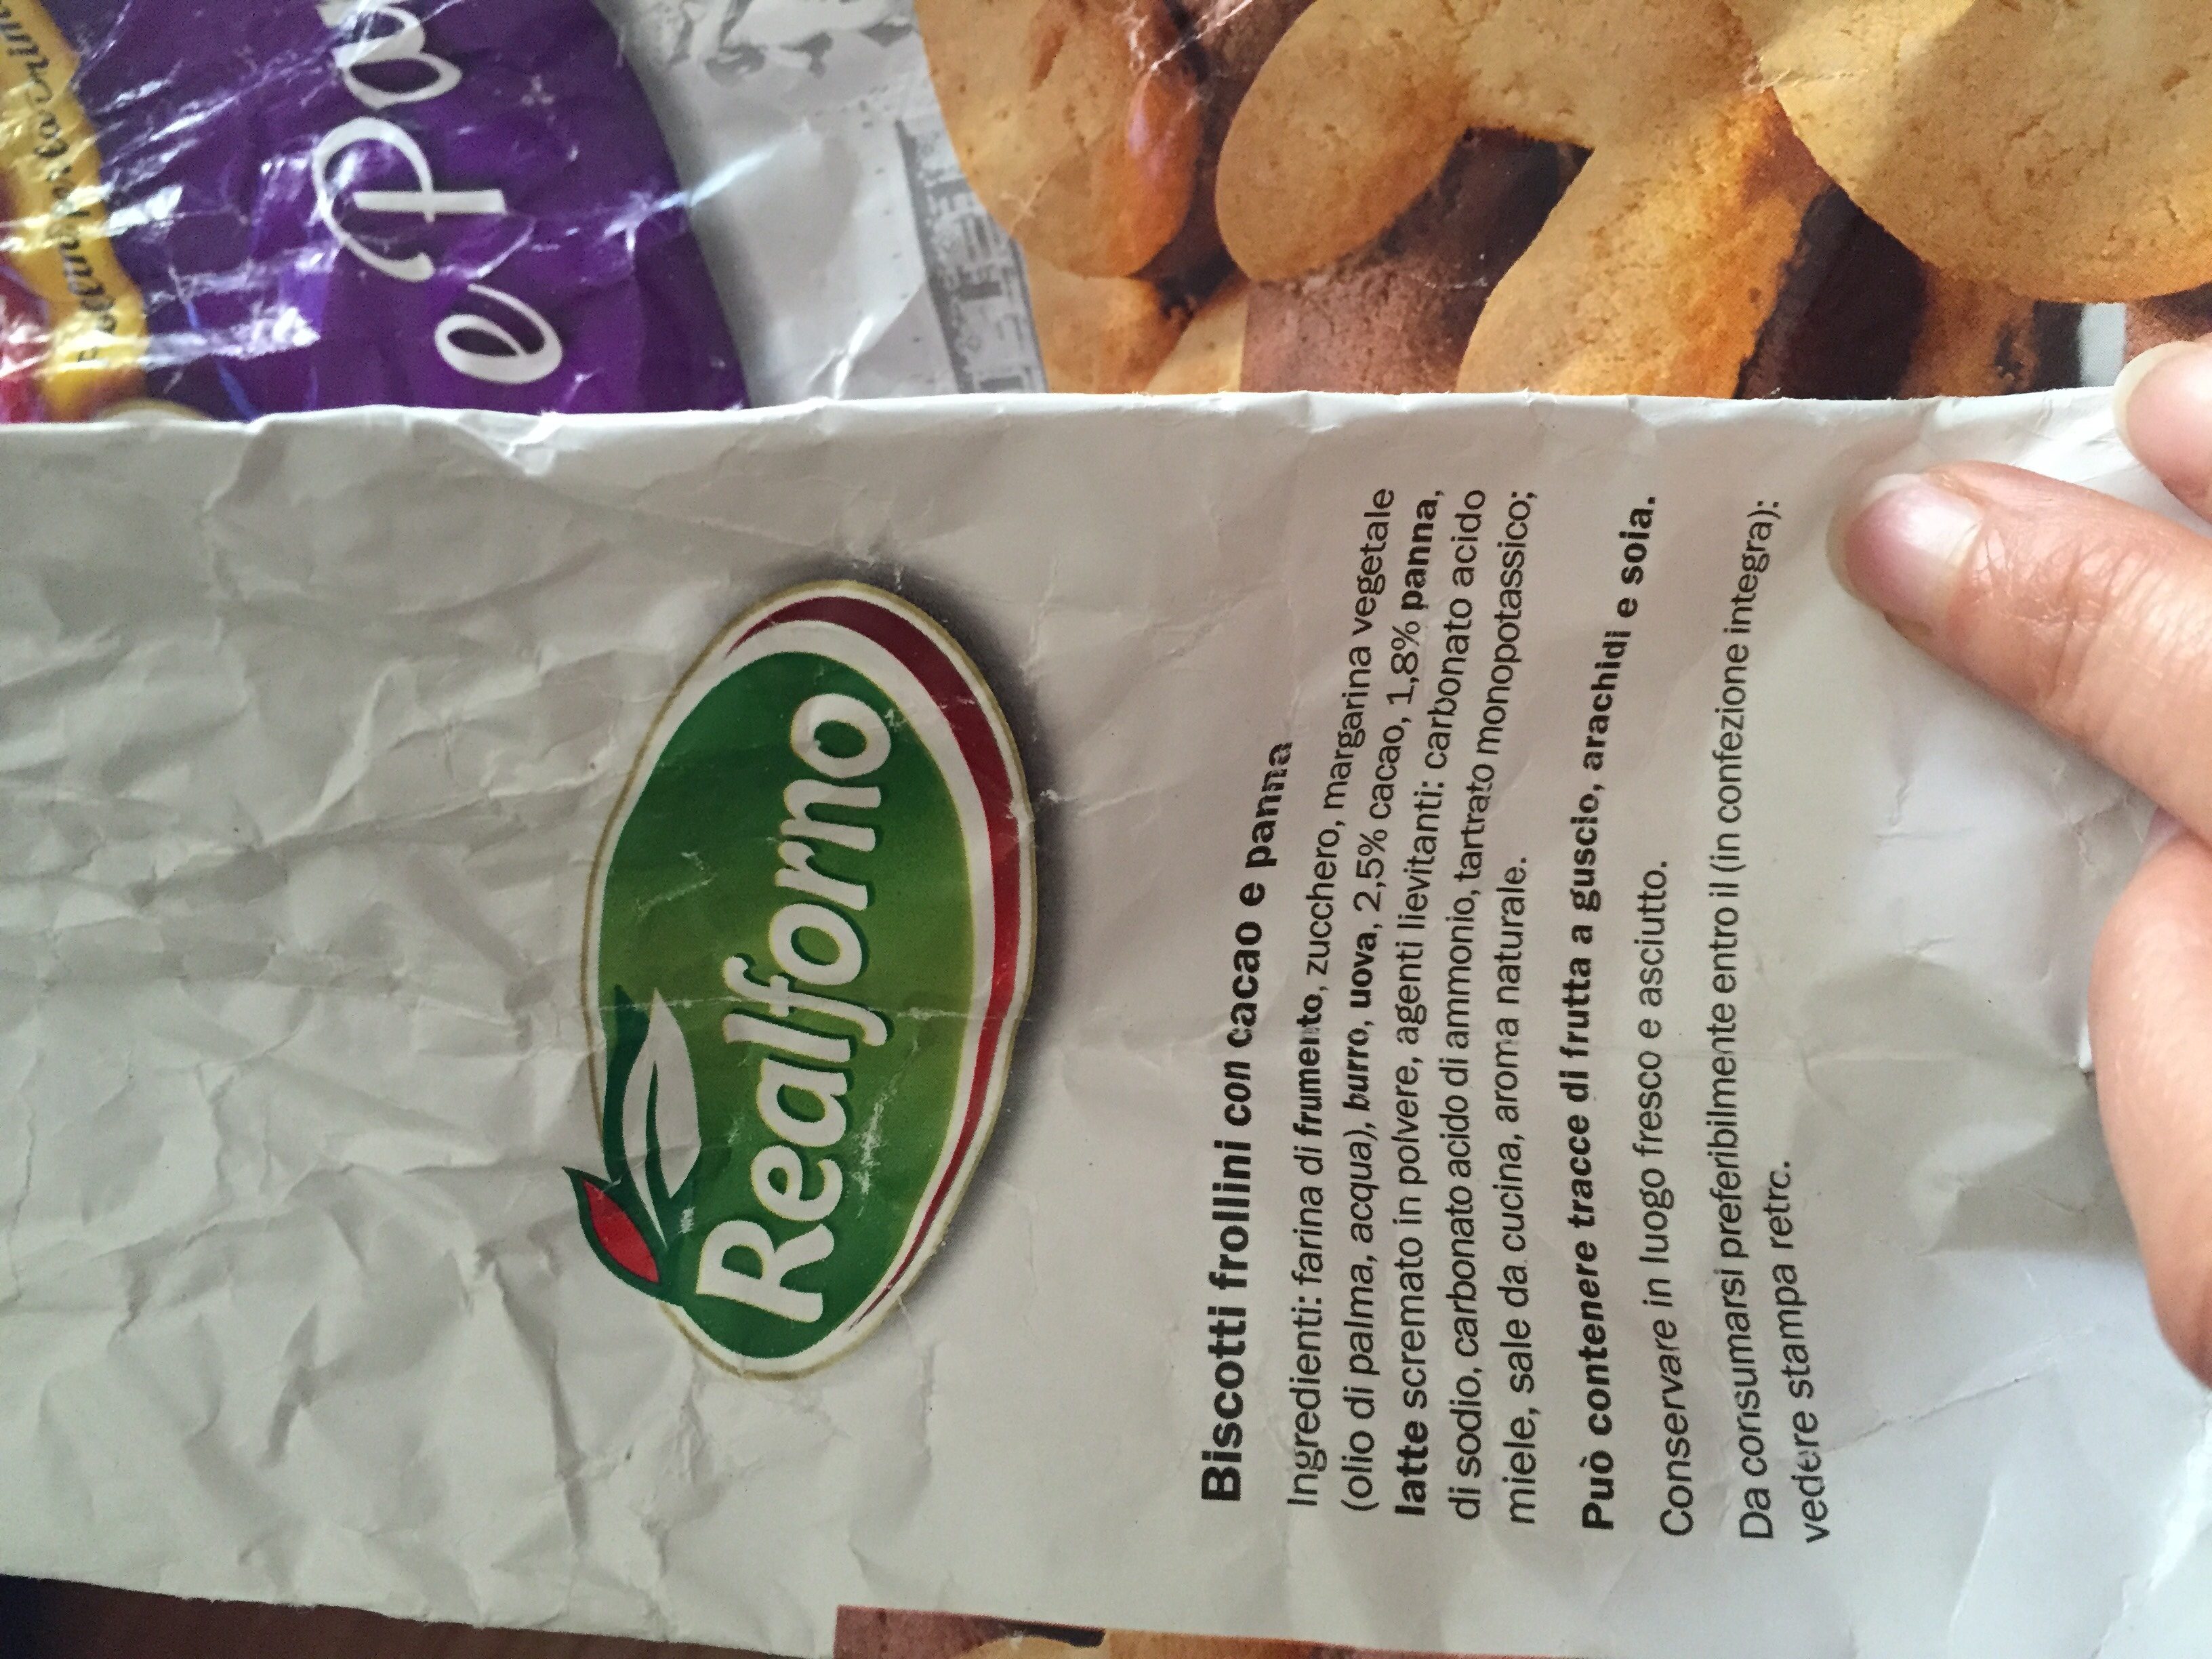 e Pa
Realforno
Biscotti frollini con cacao e panna
Ingredienti: farina di frumento, zucchero, margarina vegetale
(olio di palma, acqua), burro, uova, 2,5% cacao, 1,8% panna,
latte scremato in polvere, agenti lievitanti: carbonato acido
di sodio, carbonato acido di ammonio, tartrato monopotassico;
miele, sale da cucina, aroma naturale.
Può contenere tracce di frutta a guscio, arachidi e soia.
Conservare in luogo fresco e asciutto.
Da consumarsi preferibilmente entro il (in confezione integra):
vedere stampa retro.